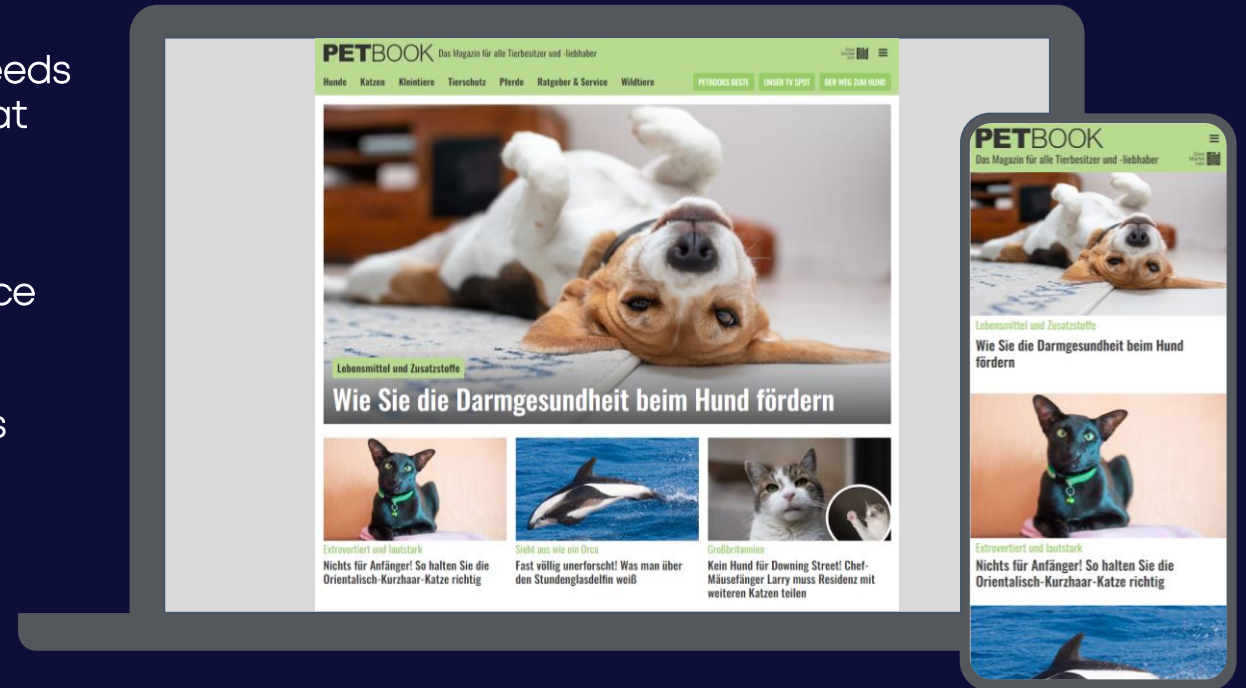 eeds
at
ce
s
PETBOOK Das Magazin für alle Tierbesitzer und -liebhaber
Hunde Katzen Kleintiere Tierschutz Pferde Ratgeber & Service Wildtiere PETBOOKS BESTE UNSER TV SPOT DER WEG ZUM HUND
Lebensmittel und Zusatzstoffe
Wie Sie die Darmgesundheit beim Hund fördern
Extrovertiert und lautstark
Nichts für Anfänger! So halten Sie die
Orientalisch-Kurzhaar-Katze richtig
Sieht aus wie ein Orca
Fast völlig unerforscht! Was man über
den Stundenglasdelfin weiß
Großbritannien
Kein Hund für Downing Street! Chef-
Mäusefänger Larry muss Residenz mit
weiteren Katzen teilen
PETBOOK
Das Magazin für alle Tierbesitzer und -liebhaber
Eine
Marke
von
Lebensmittel und Zusatzstoffe
Wie Sie die Darmgesundheit beim Hund
fördern
Extrovertiert und lautstark
Nichts für Anfänger! So halten Sie die
Orientalisch-Kurzhaar-Katze richtig